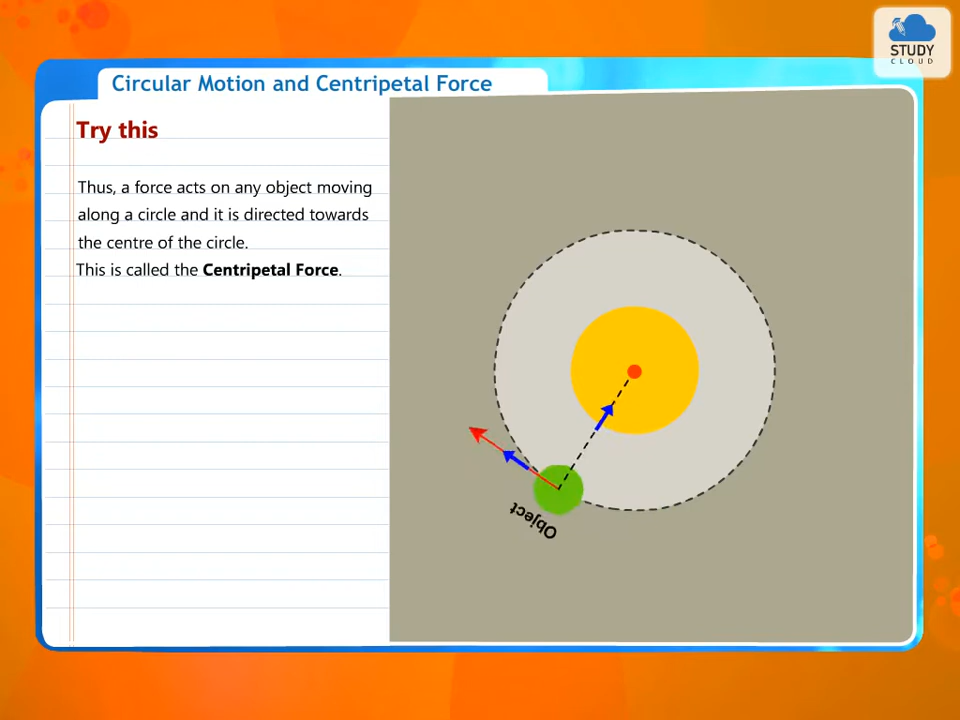 STUDY
CLOUD
Circular Motion and Centripetal Force
Try this
Thus, a force acts on any object moving
along a circle and it is directed towards
the centre of the circle.
This is called the Centripetal Force.
Object